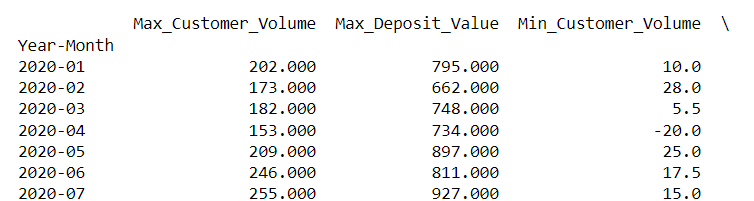 Max_Customer_Volume Max_Deposit_Value Min_Customer_Volume \
Year-Month
2020-01 202.000 795.000 10.0
2020-02 173.000 662.000 28.0
2020-03 182.000 748.000 5.5
2020-04 153.000 734.000 -20.0
2020-05 209.000 897.000 25.0
2020-06 246.000 811.000 17.5
2020-07 255.000 927.000 15.0